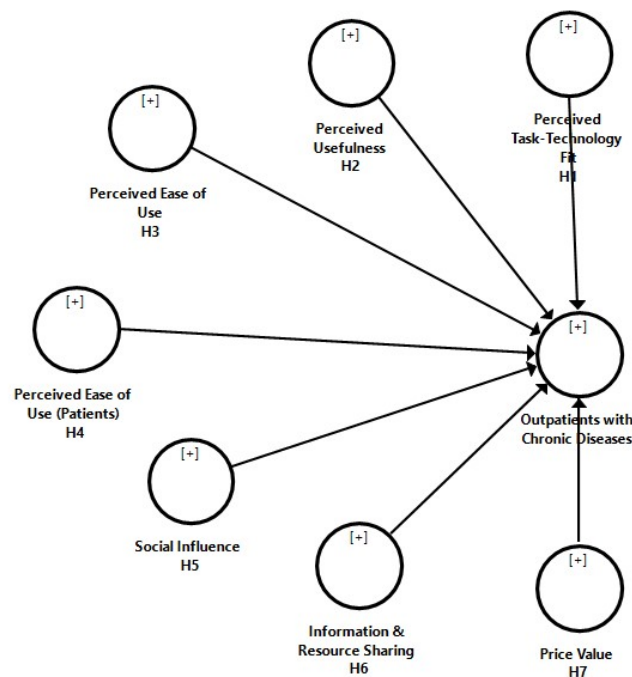 [+]
Perceived
Task-Technology
Fit
H1
[+]
Perceived
Usefulness
H2
[+]
Perceived Ease of
Use
H3
[+]
Perceived Ease of
Use (Patients)
H4
[+]
Outpatients with
Chronic Diseases
[+]
Social Influence
H5
[+]
Information &
Resource Sharing
H6
[+]
Price Value
H7